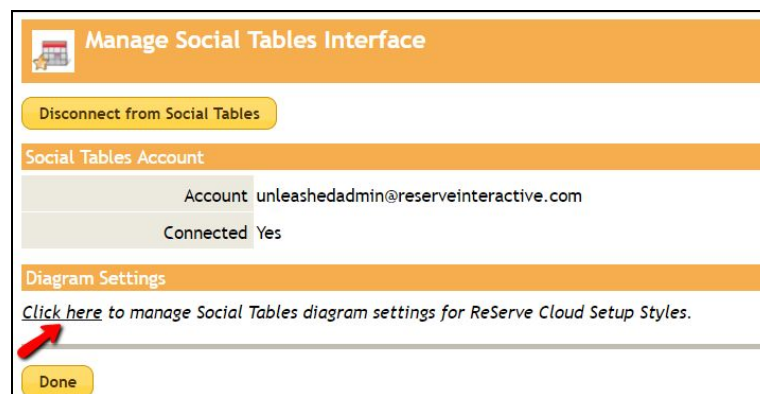 Manage Social Tables Interface
Disconnect from Social Tables
Social Tables Account
Account unleashedadmin@reserveinteractive.com
Connected Yes
Diagram Settings
Click here to manage Social Tables diagram settings for ReServe Cloud Setup Styles.
Done